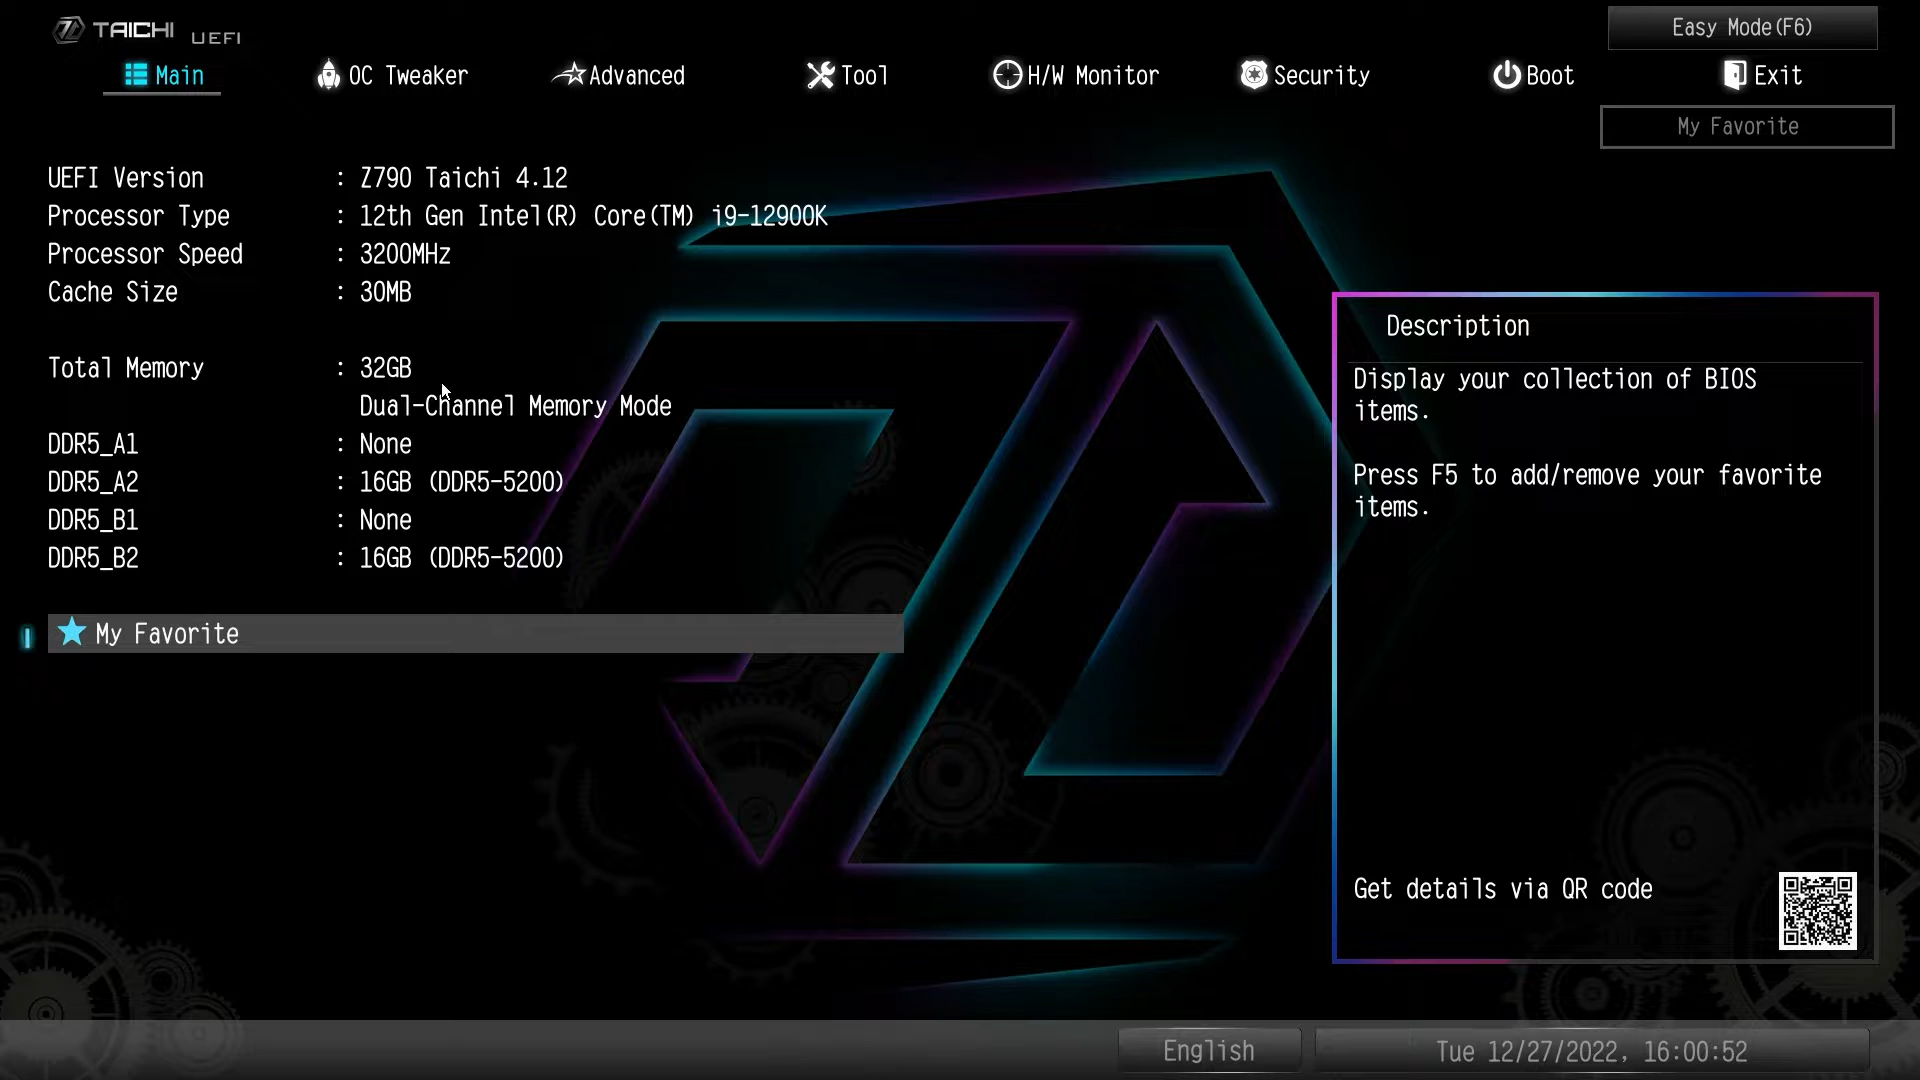 TAICHI UEFI
Easy Mode(F6)
Main OC Tweaker Advanced Tool H/W Monitor Security Boot Exit
My Favorite
UEFI Version : Z790 Taichi 4.12
Processor Type : 12th Gen Intel(R) Core(TM) i9-12900K
Processor Speed : 3200MHz
Cache Size : 30MB
Total Memory : 32GB
Dual-Channel Memory Mode
DDR5_A1 : None
DDR5_A2 : 16GB (DDR5-5200)
DDR5_B1 : None
DDR5_B2 : 16GB (DDR5-5200)
My Favorite
Description
Display your collection of BIOS
items.
Press F5 to add/remove your favorite
items.
Get details via QR code
English
Tue 12/27/2022, 16:00:52